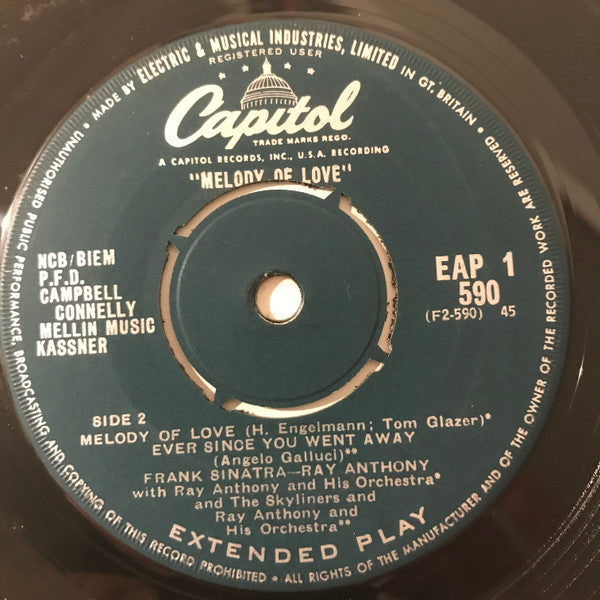 MADE BY ELECTRIC & MUSICAL INDUSTRIES, LIMITED IN GT. BRITAIN.
REGISTERED USER
Capitol
TRADE MARKS REGD.
A CAPITOL RECORDS, INC., U.S.A. RECORDING
"MELODY OF LOVE"
NCB/BIEM
P.F.D.
CAMPBELL
CONNELLY
MELLIN MUSIC
KASSNER
EAP 1
590
(F2-590) 45
SIDE 2
MELODY OF LOVE (H. Engelmann; Tom Glazer)*
EVER SINCE YOU WENT AWAY
(Angelo Galluci)**
FRANK SINATRA—RAY ANTHONY
with Ray Anthony and His Orchestra*
and The Skyliners and
Ray Anthony and
His Orchestra**
EXTENDED PLAY
ALL RIGHTS OF THE MANUFACTURER AND OF THE OWNER OF THE RECORDED WORK ARE RESERVED •
UNAUTHORISED PUBLIC PERFORMANCE, BROADCASTING AND COPYING OF THIS RECORD PROHIBITED •